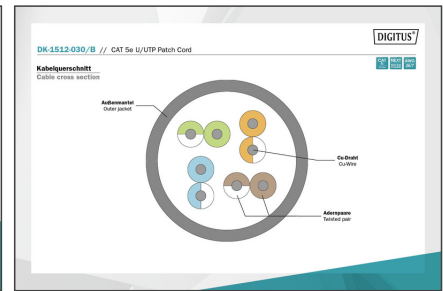 DIGITUS®
DK-1512-030/B // CAT 5e U/UTP Patch Cord
Kabelquerschnitt
Cable cross section
Außenmantel
Outer jacket
Cu-Draht
Cu-Wire
Adernpaare
Twisted pair